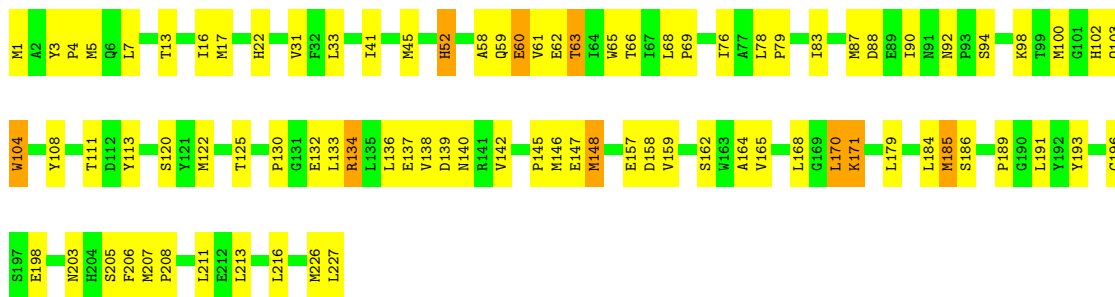 M1 A2 Y3 P4 M5 Q6 L7 T13 I16 M17 H22 V31 F32 L33 I41 M45 H52 A58 Q59 E60 V61 E62 T63 I64 W65 T66 I67 L68 P69 I76 A77 L78 P79 I83 M87 D88 E89 I90 N91 N92 P93 S94 K98 T99 M100 G101 H102
W104 Y108 T111 D112 Y113 S120 Y121 M122 T125 P130 G131 E132 L133 R134 L135 L136 E137 V138 D139 N140 R141 V142 P145 M146 E147 M148 E157 D158 V159 S162 W163 A164 V165 L168 G169 L170 K171 L179 L184 M185 S186 P189 G190 L191 Y192 Y193
S197 E198 N203 H204 S205 F206 M207 P208 L211 E212 L213 L216 M226 L227